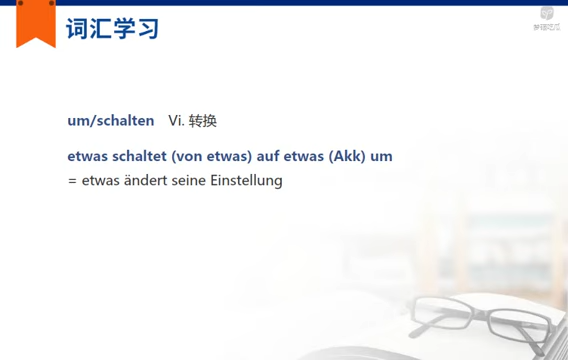 词汇学习
um/schalten Vi. 转换
etwas schaltet (von etwas) auf etwas (Akk) um
= etwas ändert seine Einstellung